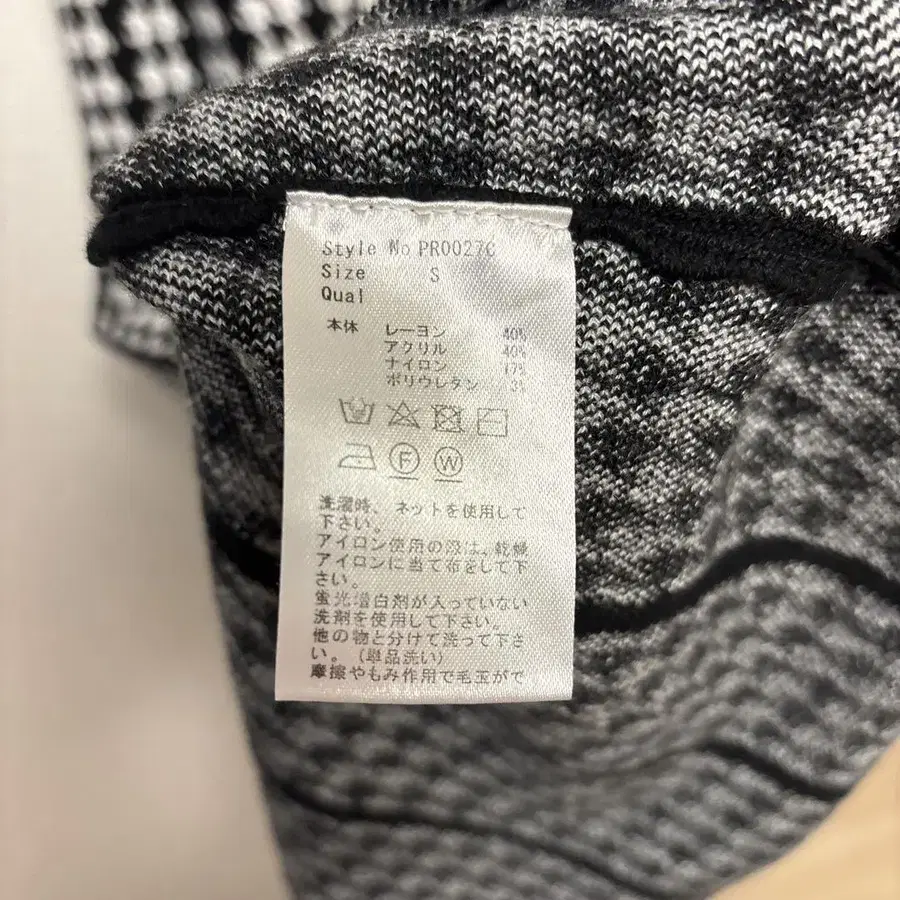 Style No PR0027C
Size S
Qual
本体 レーヨン 40%
アクリル 40%
ナイロン 17%
ポリウレタン 3%
F W
洗濯時、ネットを使用して
下さい。
アイロン使用の際は、乾燥
アイロンに当て布をして下
さい。
蛍光増白剤が入っていない
洗剤を使用して下さい。
他の物と分けて洗って下さ
い。(単品洗い)
摩擦やもみ作用で毛玉がで